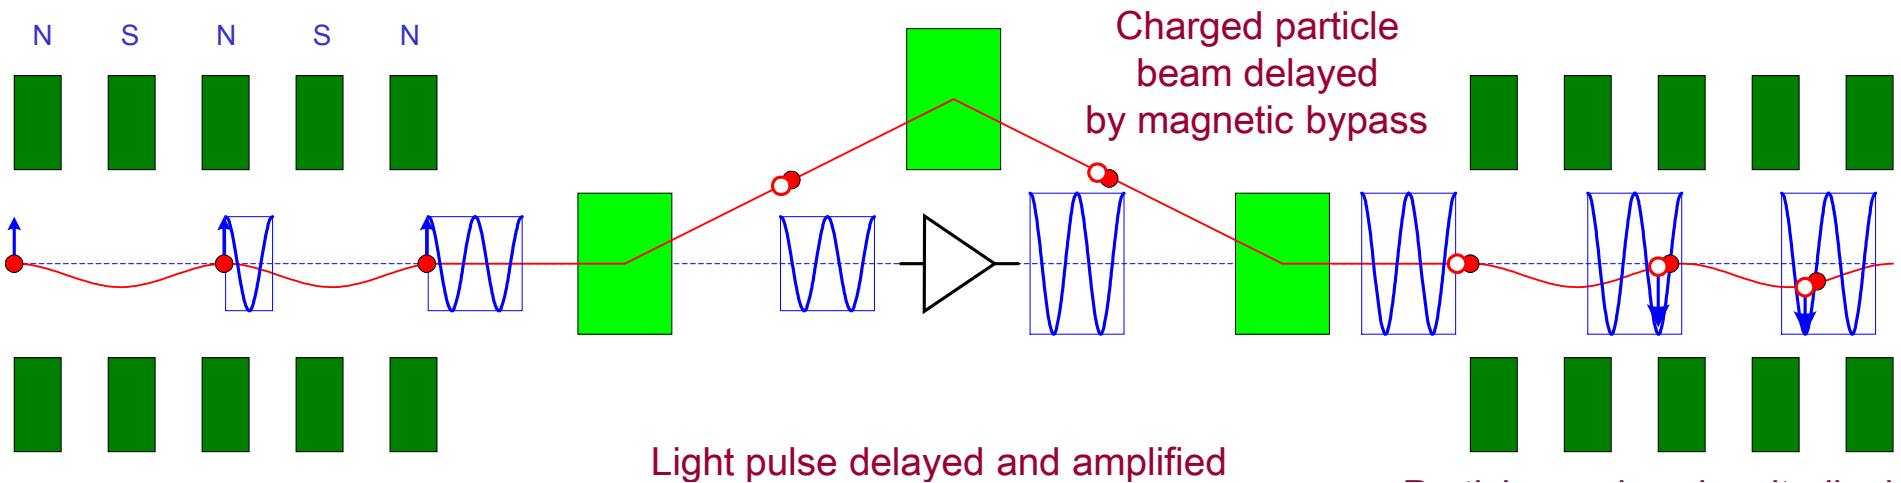 N S N S N
Charged particle
beam delayed
by magnetic bypass
Light pulse delayed and amplified